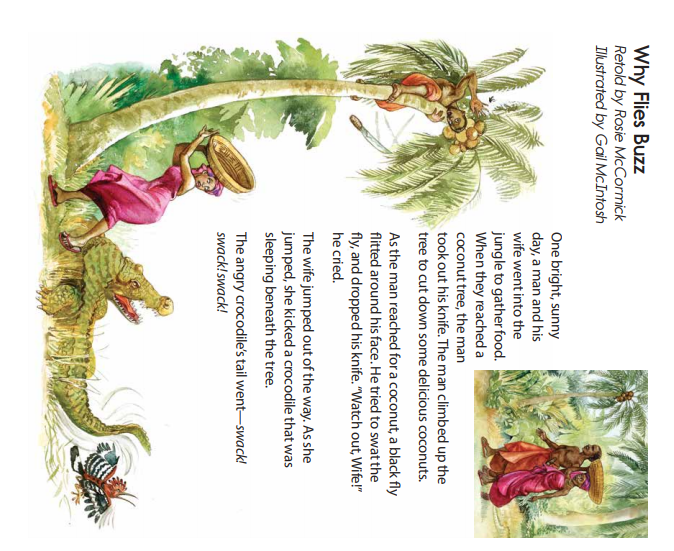 Why Flies Buzz
Retold by Rosie McCormick
Illustrated by Gail McIntosh
One bright, sunny
day, a man and his
wife went into the
jungle to gather food.
When they reached a
coconut tree, the man
took out his knife. The man climbed up the
tree to cut down some delicious coconuts.
As the man reached for a coconut, a black fly
flitted around his face. He tried to swat the
fly, and dropped his knife. “Watch out, Wife!”
he cried.
The wife jumped out of the way. As she
jumped, she kicked a crocodile that was
sleeping beneath the tree.
The angry crocodile’s tail went—swack!
swack! swack!